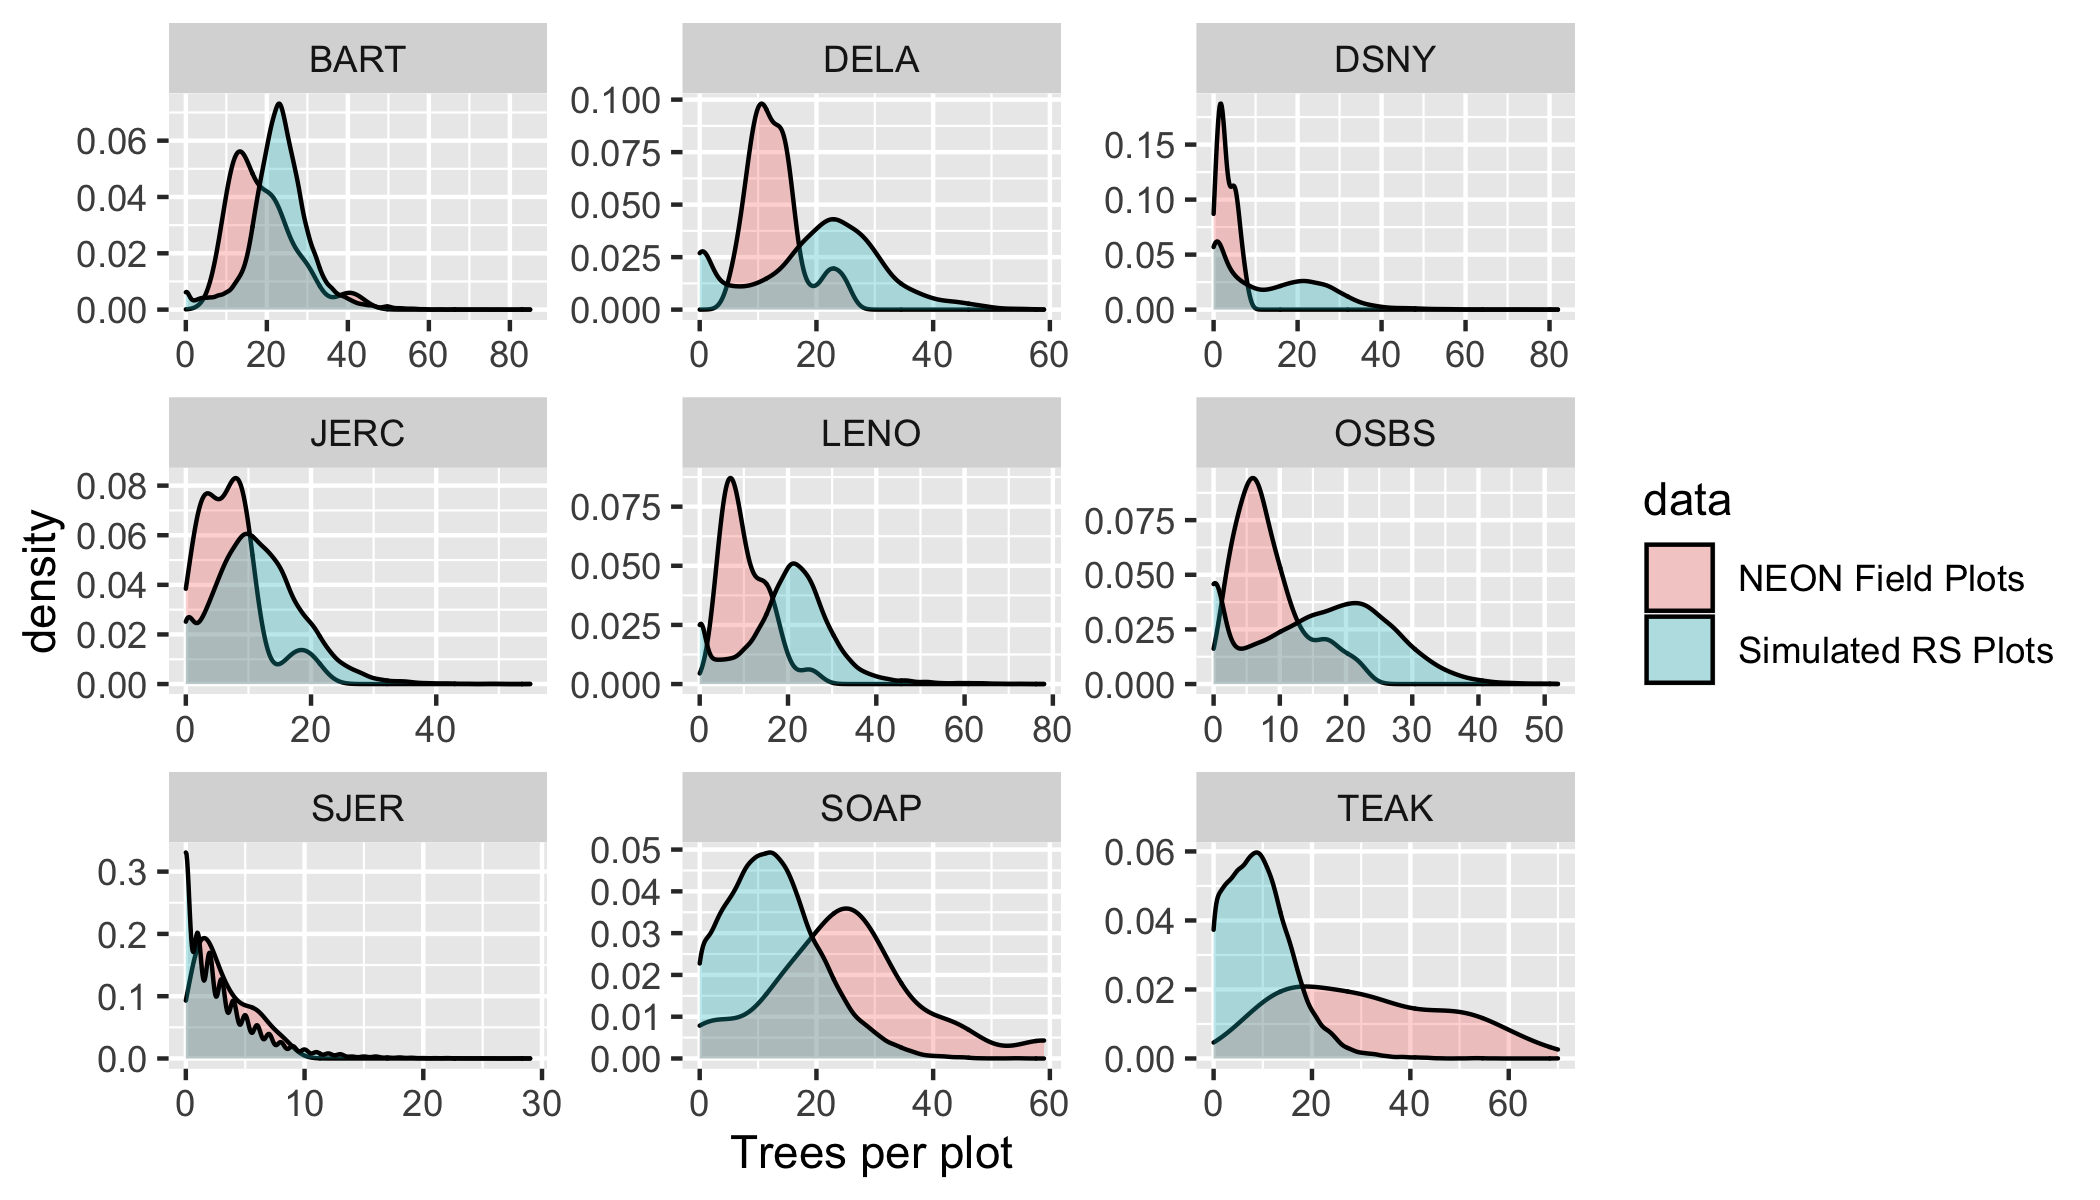 BART DELA DSNY
0.06 0.04 0.02 0.00
0.100 0.075 0.050 0.025 0.000
0.15 0.10 0.05 0.00
0 20 40 60 80
0 20 40 60
0 20 40 60 80
JERC LENO OSBS
0.08 0.06 0.04 0.02 0.00
0.075 0.050 0.025 0.000
0.075 0.050 0.025 0.000
0 20 40
0 20 40 60 80
0 10 20 30 40 50
SJER SOAP TEAK
0.3 0.2 0.1 0.0
0.05 0.04 0.03 0.02 0.01 0.00
0.06 0.04 0.02 0.00
0 10 20 30
0 20 40 60
0 20 40 60
density
Trees per plot
data
NEON Field Plots
Simulated RS Plots